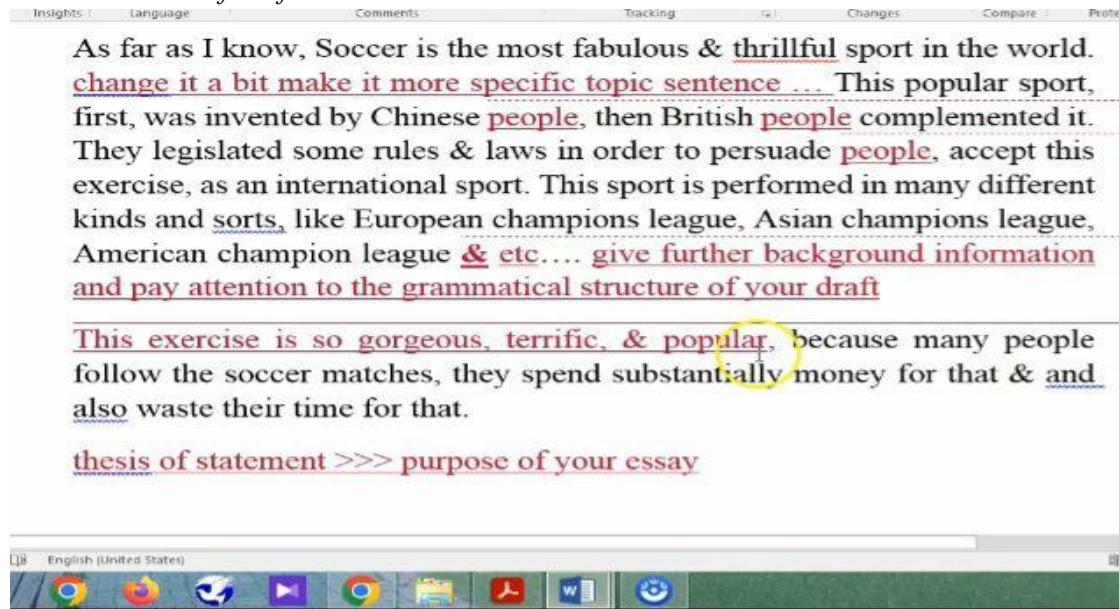 Insights Language Comments Tracking Changes Compare
As far as I know, Soccer is the most fabulous & thrillful sport in the world.
change it a bit make it more specific topic sentence … This popular sport,
first, was invented by Chinese people, then British people complemented it.
They legislated some rules & laws in order to persuade people, accept this
exercise, as an international sport. This sport is performed in many different
kinds and sorts, like European champions league, Asian champions league,
American champion league & etc…. give further background information
and pay attention to the grammatical structure of your draft
This exercise is so gorgeous, terrific, & popular, because many people
follow the soccer matches, they spend substantially money for that & and
also waste their time for that.
thesis of statement >>> purpose of your essay
English (United States)